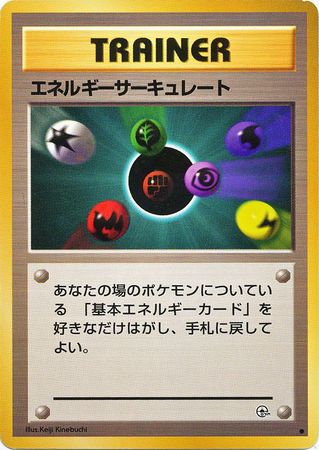 TRAINER
エネルギーサーキュレート
あなたの場のポケモンについている「基本エネルギーカード」を
好きなだけはがし、手札に戻して
よい。
Illus.Keiji Kinebuchi